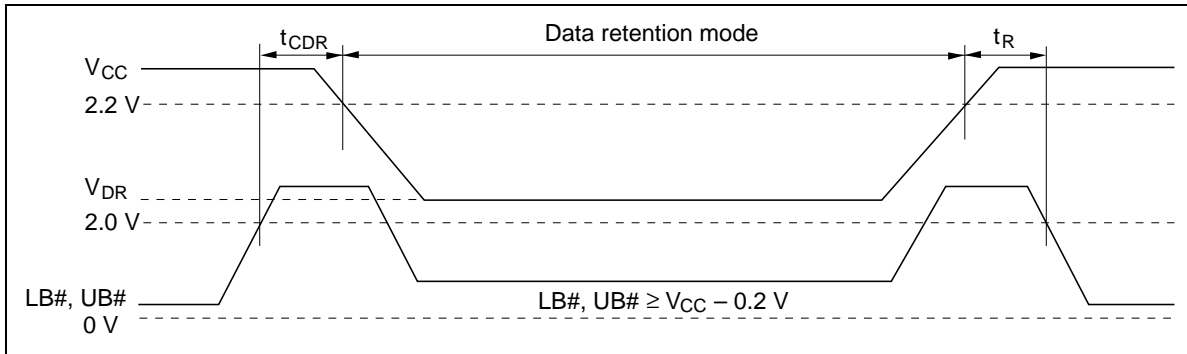 tCDR Data retention mode tR
VCC
2.2 V
VDR
2.0 V
LB#, UB#
LB#, UB# ≥ VCC – 0.2 V
0 V